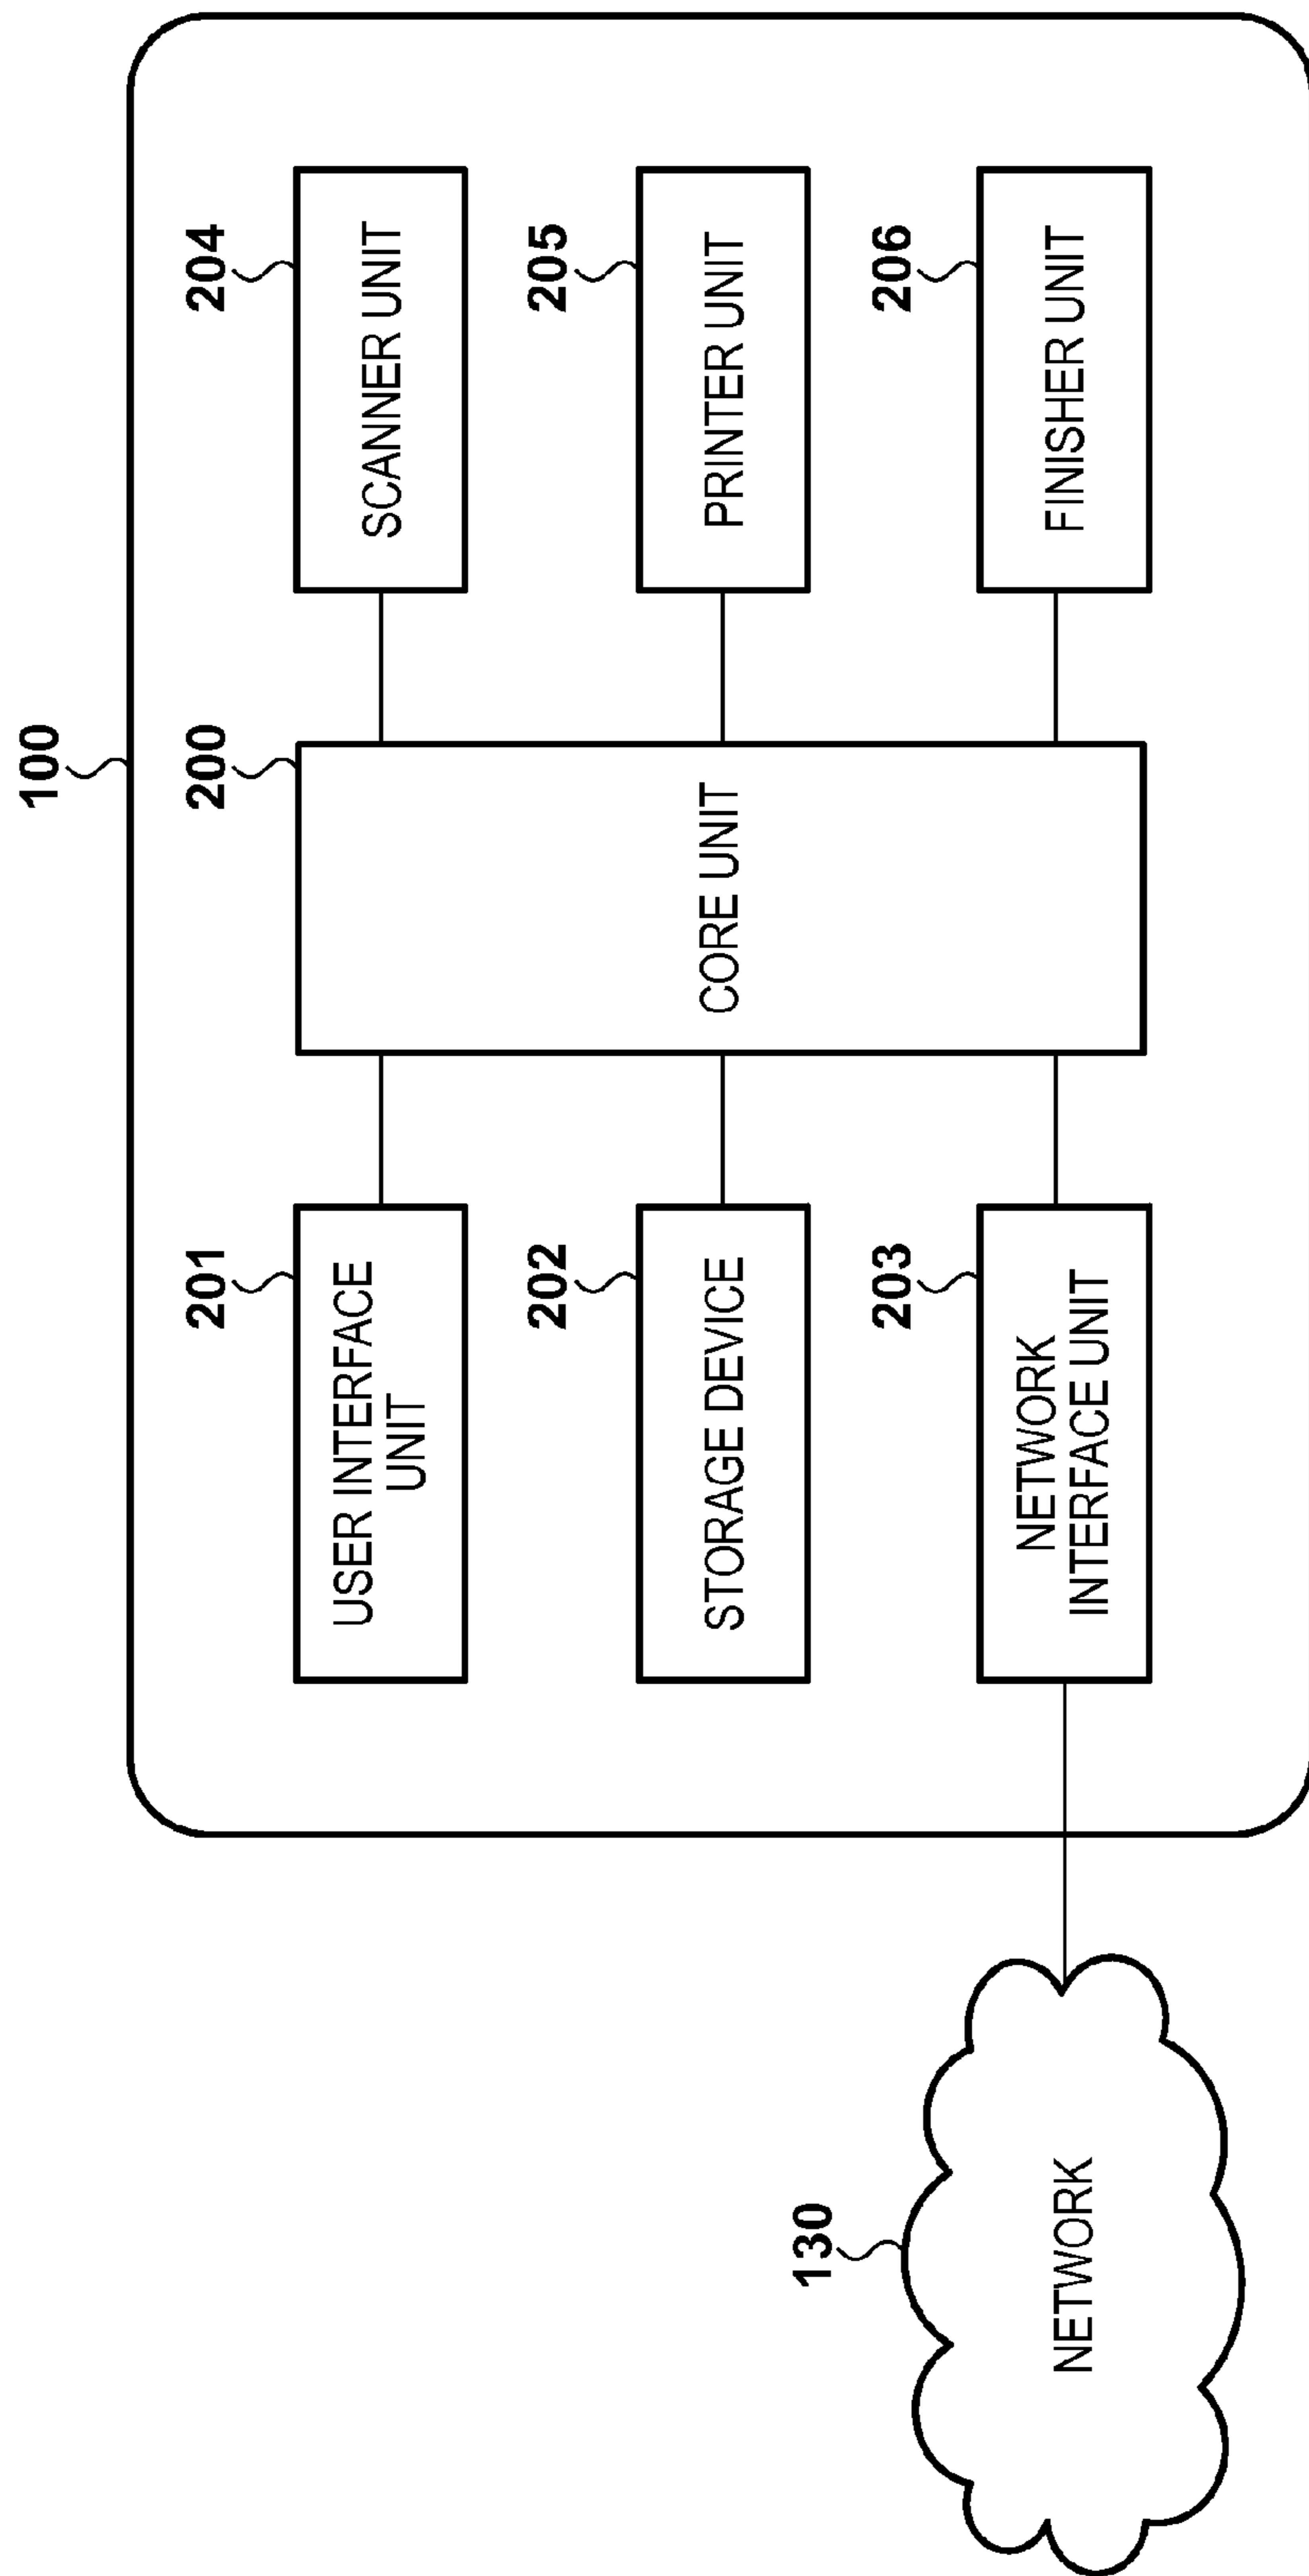 100
200
201
USER INTERFACE
UNIT
204
SCANNER UNIT
CORE UNIT
202
STORAGE DEVICE
205
PRINTER UNIT
203
NETWORK
INTERFACE UNIT
206
FINISHER UNIT
130
NETWORK